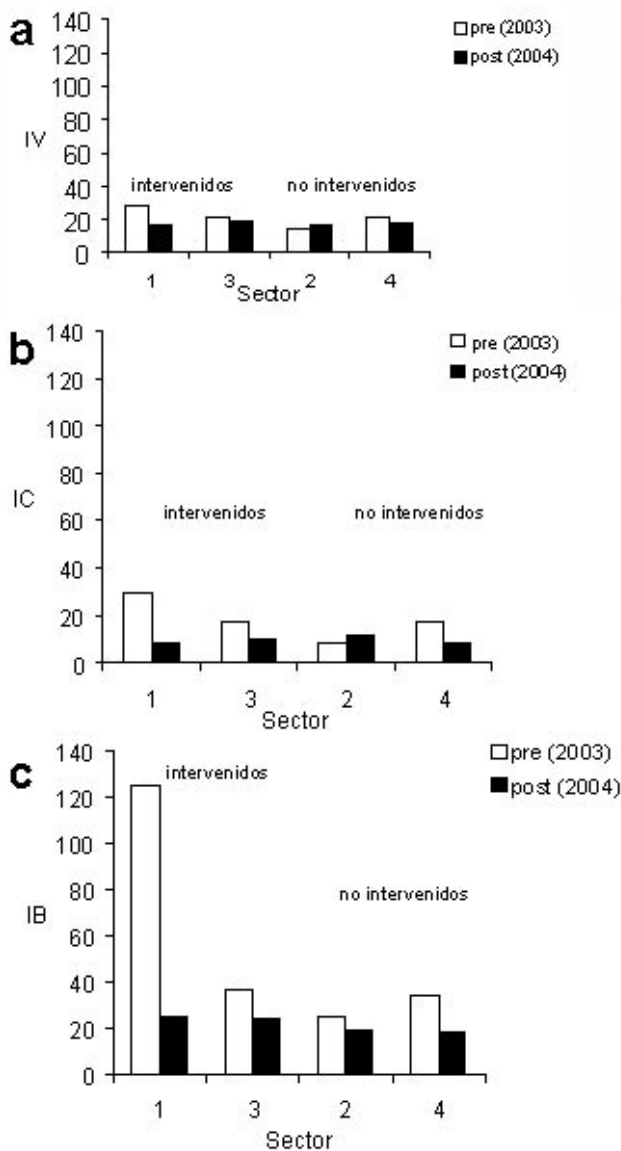 a
140
120
100
80
60
40
20
0
IV
pre (2003)
post (2004)
intervenidos no intervenidos
1 3 2 4
Sector
b
140
120
100
80
60
40
20
0
IC
pre (2003)
post (2004)
intervenidos no intervenidos
1 3 2 4
Sector
c
140
120
100
80
60
40
20
0
IB
pre (2003)
post (2004)
intervenidos
no intervenidos
1 3 2 4
Sector